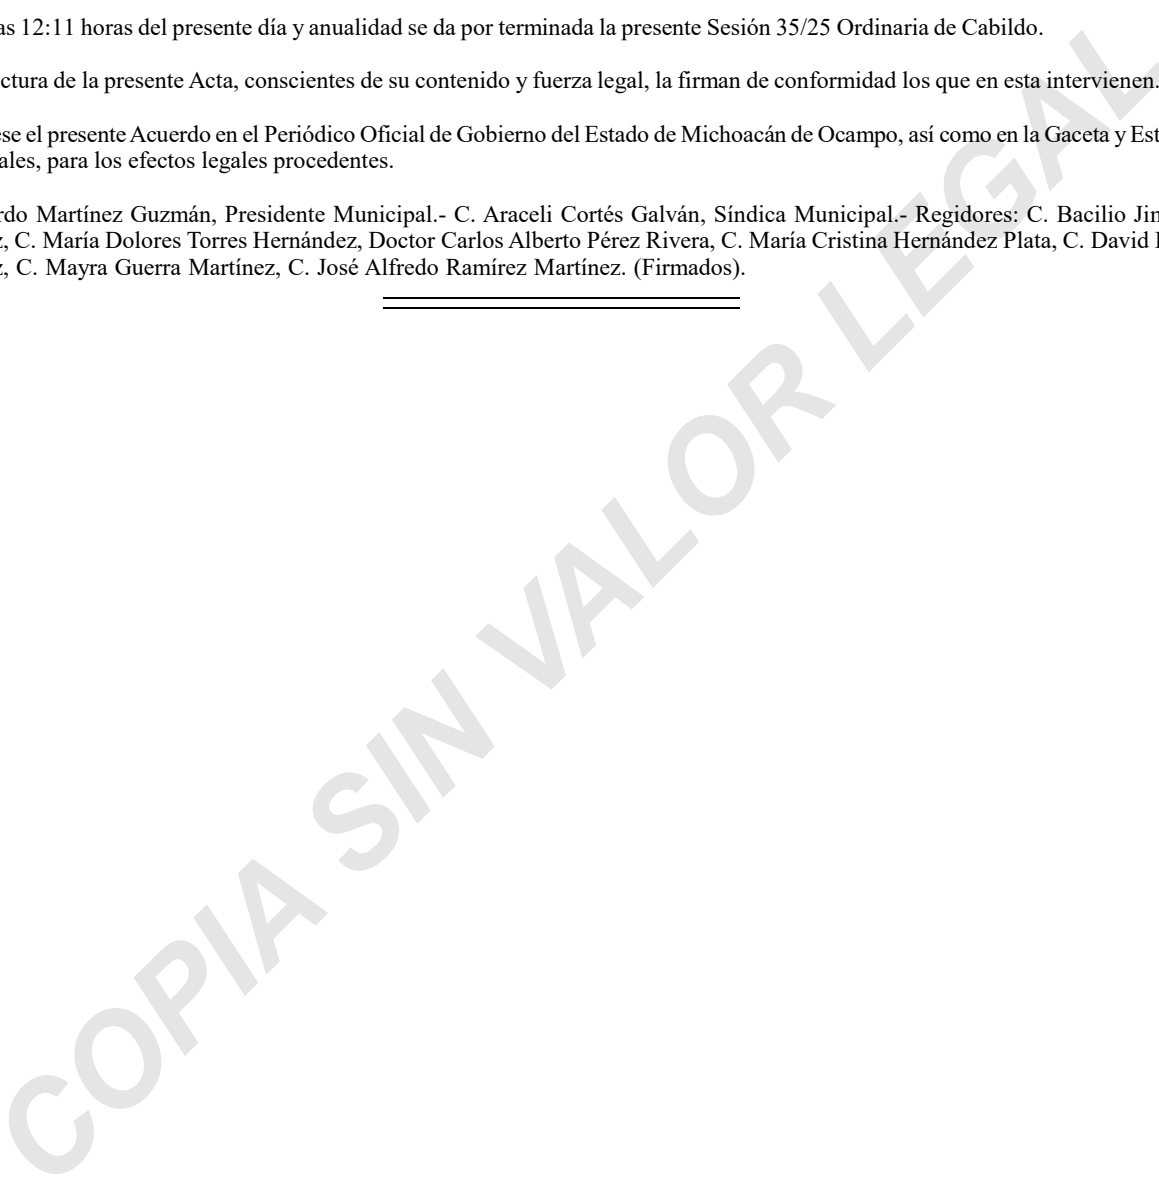 as 12:11 horas del presente día y anualidad se da por terminada la presente Sesión 35/25 Ordinaria de Cabildo.
ctura de la presente Acta, conscientes de su contenido y fuerza legal, la firman de conformidad los que en esta intervienen.
ese el presente Acuerdo en el Periódico Oficial de Gobierno del Estado de Michoacán de Ocampo, así como en la Gaceta y Est
ales, para los efectos legales procedentes.
rdo Martínez Guzmán, Presidente Municipal.- C. Araceli Cortés Galván, Síndica Municipal.- Regidores: C. Bacilio Jim
z, C. María Dolores Torres Hernández, Doctor Carlos Alberto Pérez Rivera, C. María Cristina Hernández Plata, C. David
z, C. Mayra Guerra Martínez, C. José Alfredo Ramírez Martínez. (Firmados).
COPIA SIN VALOR LEGAL